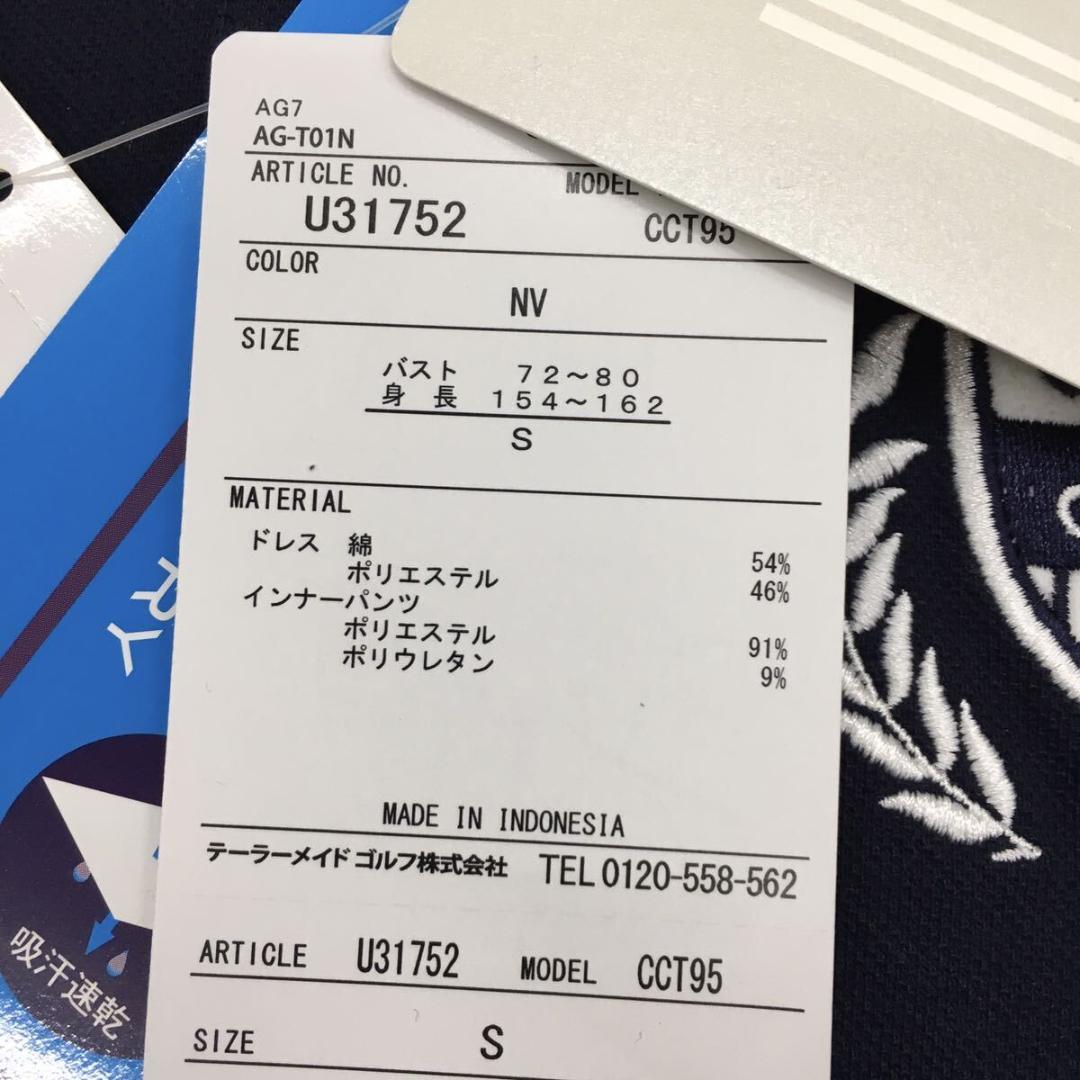 AG7
AG-T01N
ARTICLE NO. MODEL
U31752 CCT95
COLOR
NV
SIZE
バスト 72～80
身 長 154～162
S
MATERIAL
ドレス 綿 54%
ポリエステル 46%
インナーパンツ
ポリエステル 91%
ポリウレタン 9%
MADE IN INDONESIA
テーラーメイド ゴルフ株式会社 TEL 0120-558-562
ARTICLE U31752 MODEL CCT95
SIZE S
RY
吸汗速乾